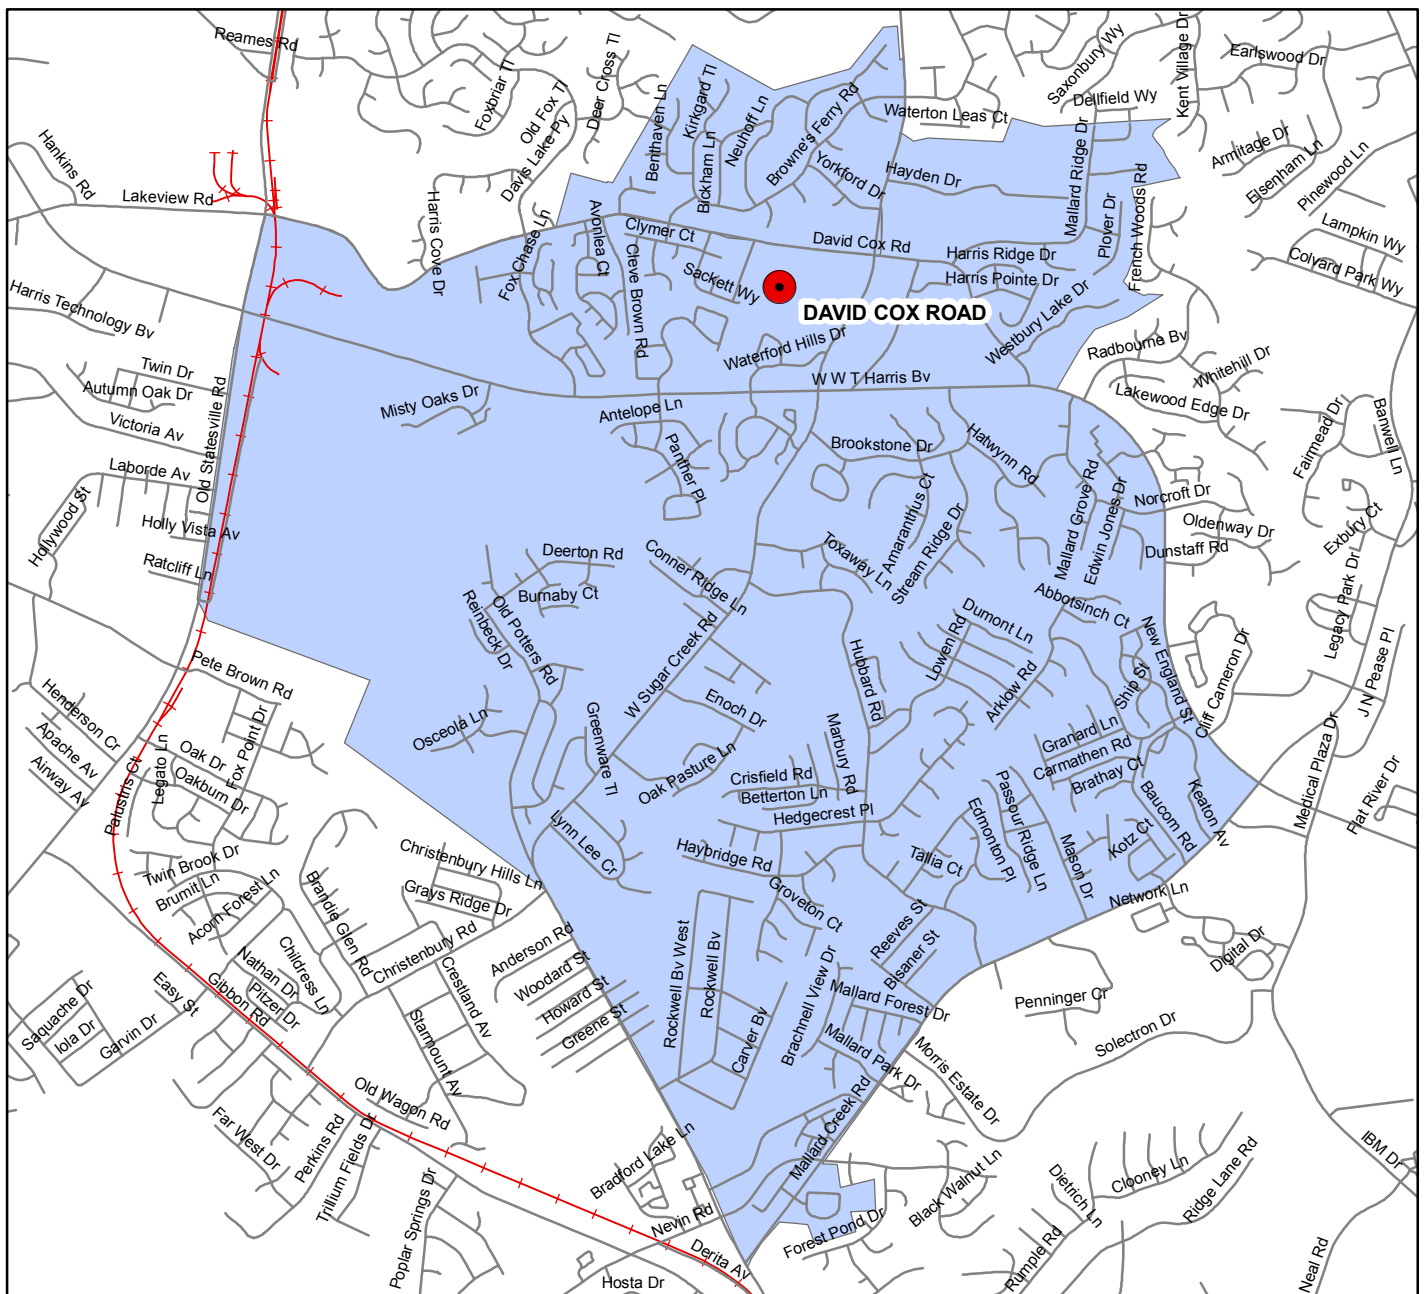 Reames Rd
Foxbriar Tl
Old Fox Tl
Deer Cross Tl
Davis Lake Py
Benthaven Ln
Kirkgard Tl
Bickham Ln
Neuhoff Ln
Browne's Ferry Rd
Yorkford Dr
Waterton Leas Ct
Saxonbury Wy
Dellfield Wy
Kent Village Dr
Earlswood Dr
Armitage Dr
Elsenham Ln
Pinewood Ln
Lampkin Wy
Colvard Park Wy
Hankins Rd
Lakeview Rd
Harris Cove Dr
Fox Chase Ln
Avonlea Ct
Clymer Ct
Cleve Brown Rd
Sackett Wy
Hayden Dr
David Cox Rd
Mallard Ridge Dr
Plover Dr
French Woods Rd
Harris Ridge Dr
Harris Pointe Dr
Westbury Lake Dr
DAVID COX ROAD
Harris Technology Bv
Twin Dr
Autumn Oak Dr
Victoria Av
Old Statesville Rd
Laborde Av
Hollywood St
Holly Vista Av
Ratcliff Ln
Waterford Hills Dr
W W T Harris Bv
Misty Oaks Dr
Antelope Ln
Panther Pl
Brookstone Dr
Hatwynn Rd
Radbourne Bv
Whitehill Dr
Lakewood Edge Dr
Fairmead Dr
Banwell Ln
Amaranthus Ct
Stream Ridge Dr
Toxaway Ln
Mallard Grove Rd
Edwin Jones Dr
Norcroft Dr
Oldenway Dr
Dunstaff Rd
Exbury Ct
Legacy Park Dr
J N Pease Pl
Deerton Rd
Burnaby Ct
Reinbeck Dr
Old Potters Rd
Conner Ridge Ln
W Sugar Creek Rd
Hubbard Rd
Lowen Rd
Dumont Ln
Arklow Rd
Abbotsinch Ct
New England St
Ship St
Cliff Cameron Dr
Pete Brown Rd
Henderson Cr
Apache Av
Airway Av
Palustris Ct
Legato Ln
Oak Dr
Oakburn Dr
Fox Point Dr
Osceola Ln
Greenware Tl
Enoch Dr
Oak Pasture Ln
Crisfield Rd
Betterton Ln
Marbury Rd
Hedgecrest Pl
Granard Ln
Carmathen Rd
Brathay Ct
Baucom Rd
Keaton Av
Kotz Ct
Medical Plaza Dr
Flat River Dr
Lynn Lee Cr
Haybridge Rd
Groveton Ct
Tallia Ct
Edmonton Pl
Passour Ridge Ln
Mason Dr
Network Ln
Twin Brook Dr
Brumit Ln
Acorn Forest Ln
Brandie Glen Rd
Christenbury Hills Ln
Grays Ridge Dr
Christenbury Rd
Childress Ln
Nathan Dr
Pitzer Dr
Gibbon Rd
Easy St
Saquache Dr
Iola Dr
Garvin Dr
Crestland Av
Starmount Av
Anderson Rd
Woodard St
Howard St
Greene St
Rockwell Bv West
Rockwell Bv
Carver Bv
Brachnell View Dr
Reeves St
Bisaner St
Mallard Forest Dr
Mallard Park Dr
Mallard Creek Rd
Morris Estate Dr
Penninger Cr
Digital Dr
Solectron Dr
Old Wagon Rd
Far West Dr
Perkins Rd
Trillium Fields Dr
Poplar Springs Dr
Bradford Lake Ln
Nevin Rd
Derita Av
Hosta Dr
Forest Pond Dr
Black Walnut Ln
Dietrich Ln
Clooney Ln
Ridge Lane Rd
Rumple Rd
IBM Dr
Neal Rd